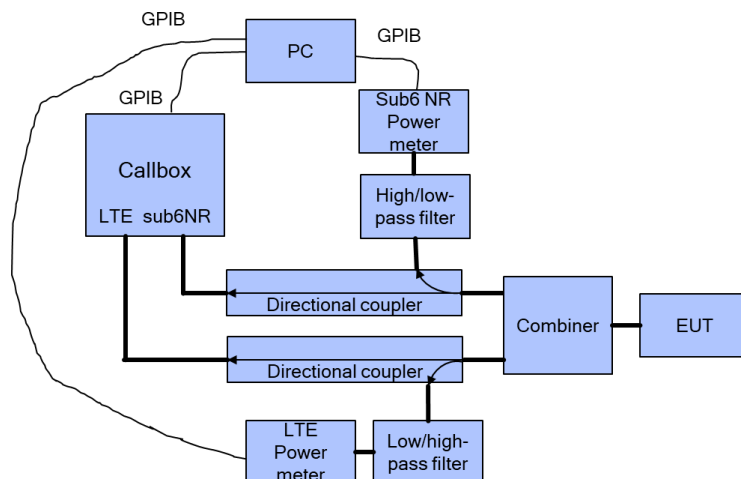 GPIB
PC
GPIB
GPIB
Sub6 NR
Power
meter
Callbox
LTE sub6NR
High/low-
pass filter
Directional coupler
Combiner
EUT
Directional coupler
LTE
Power
meter
Low/high-
pass filter